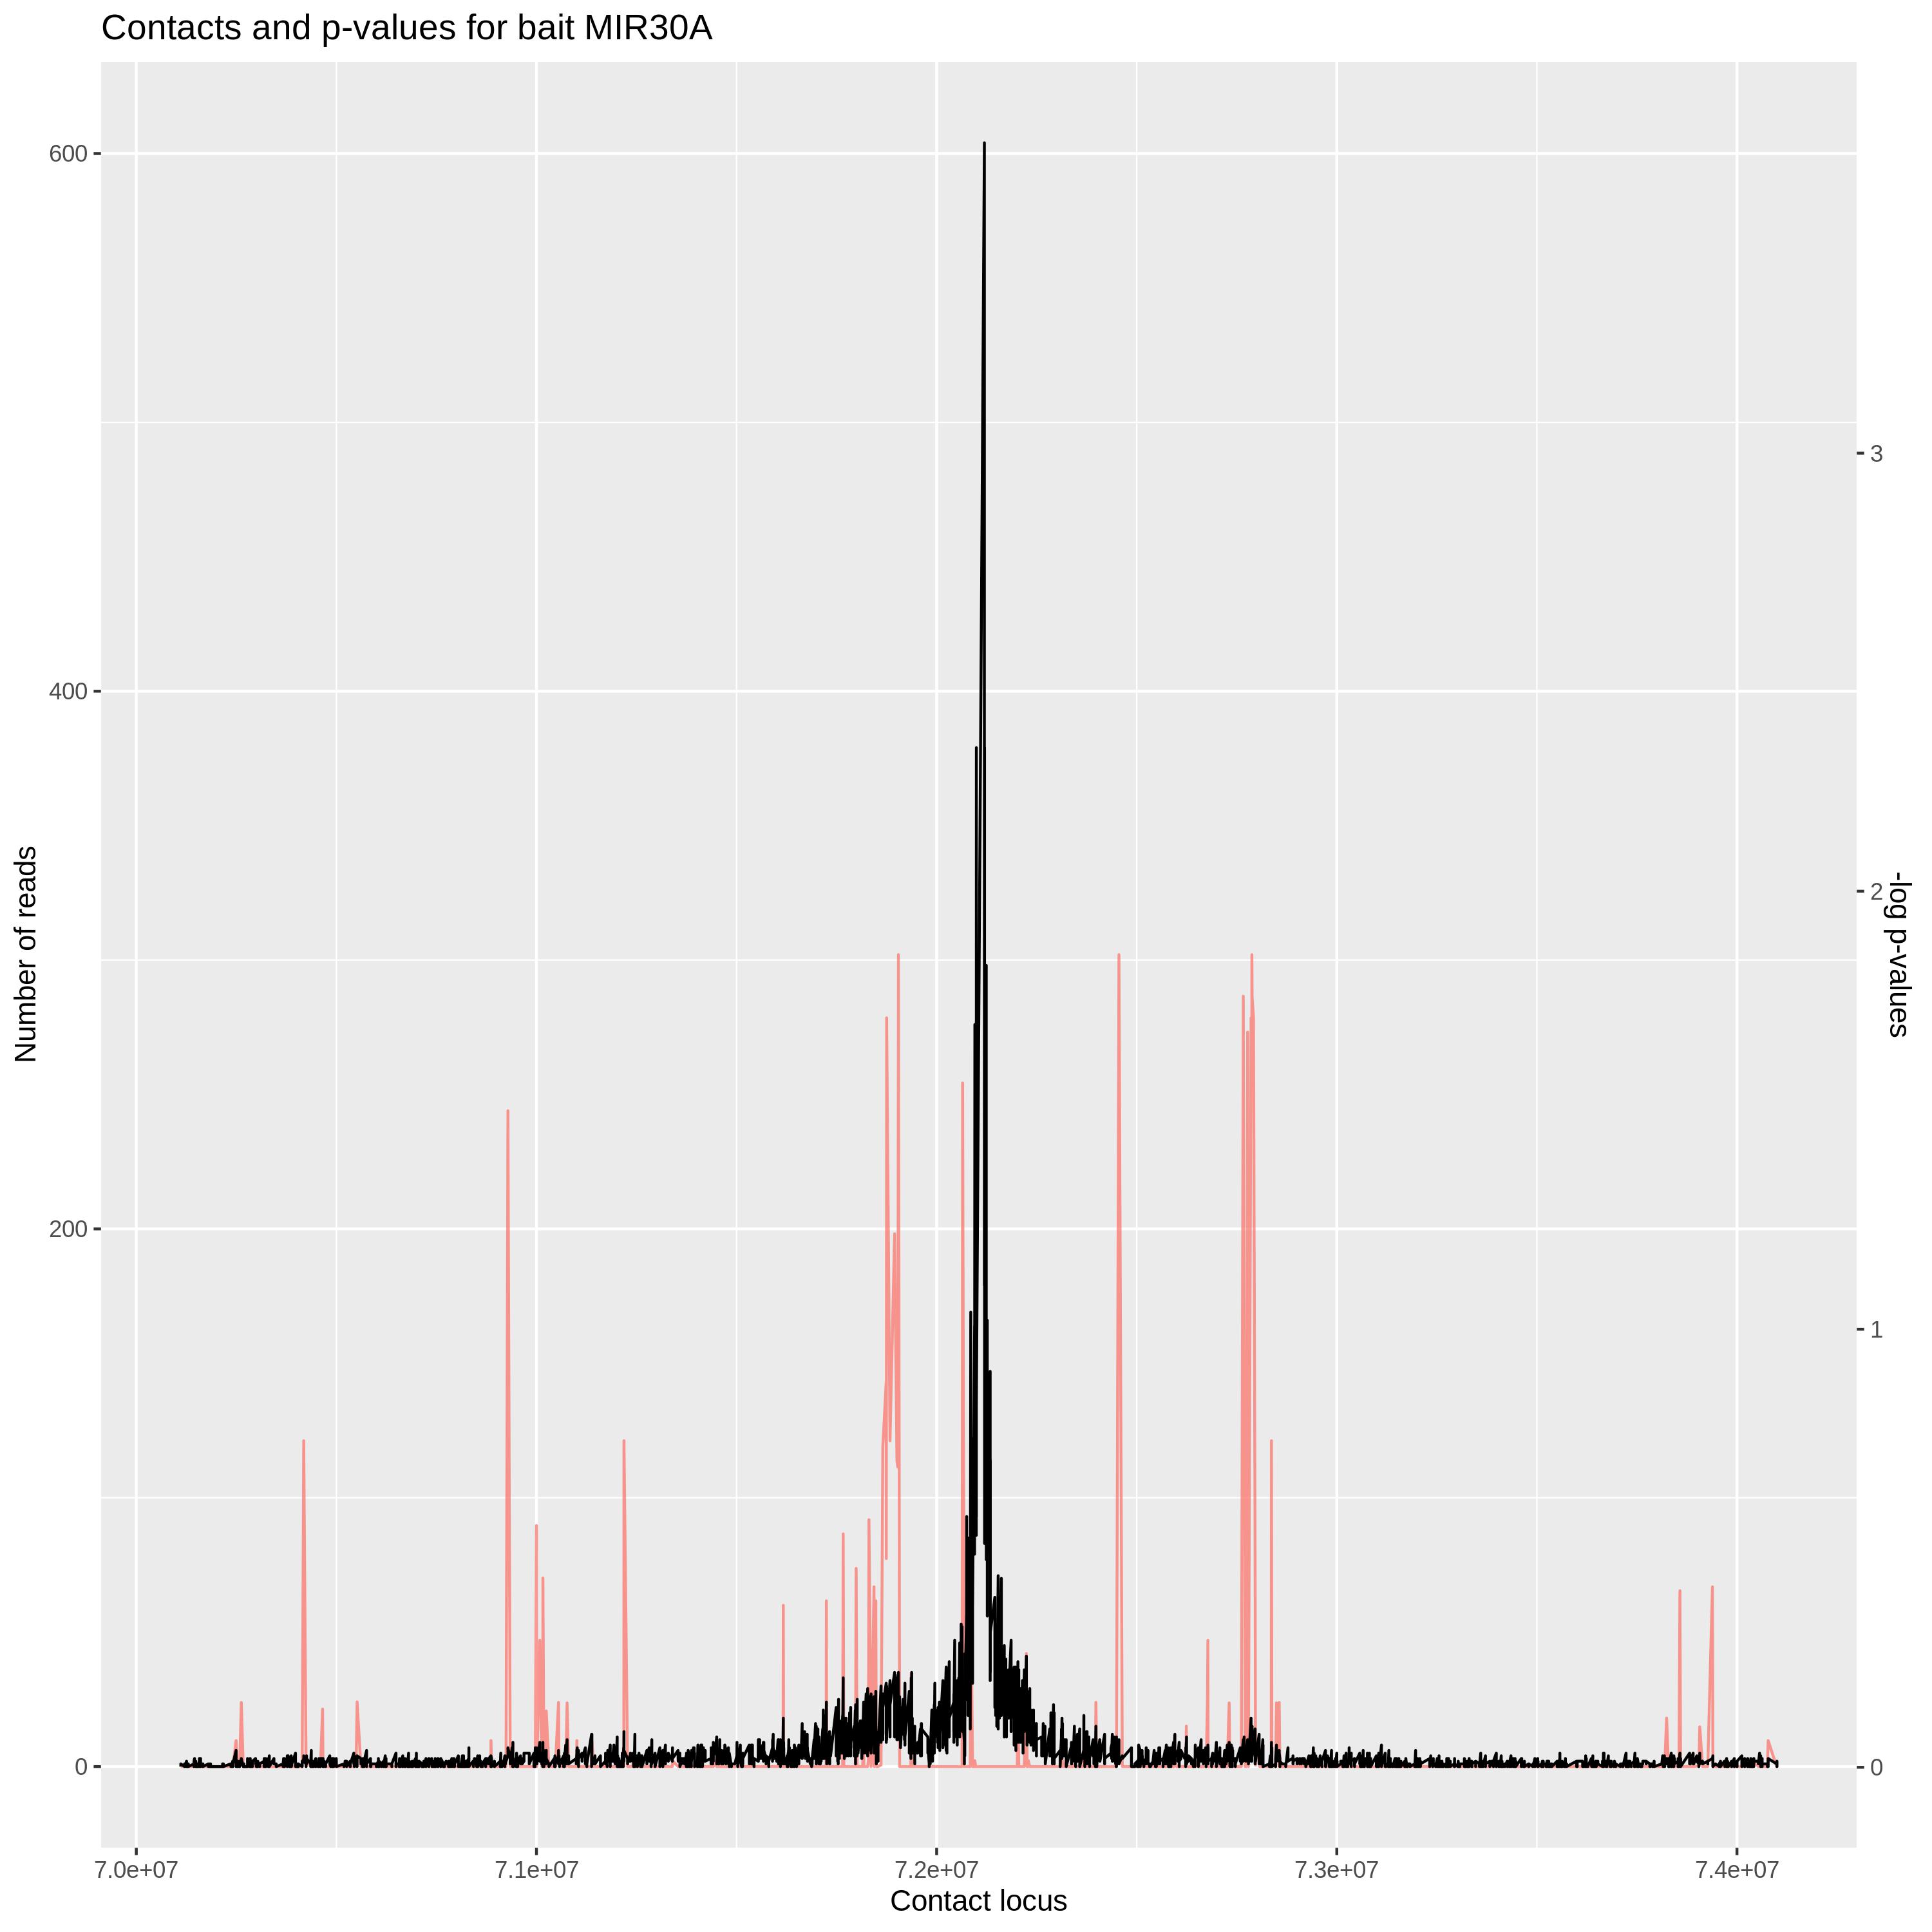 Contacts and p-values for bait MIR30A
600
400
200
0
Number of reads
3
2
1
0
-log p-values
7.0e+07 7.1e+07 7.2e+07 7.3e+07 7.4e+07
Contact locus